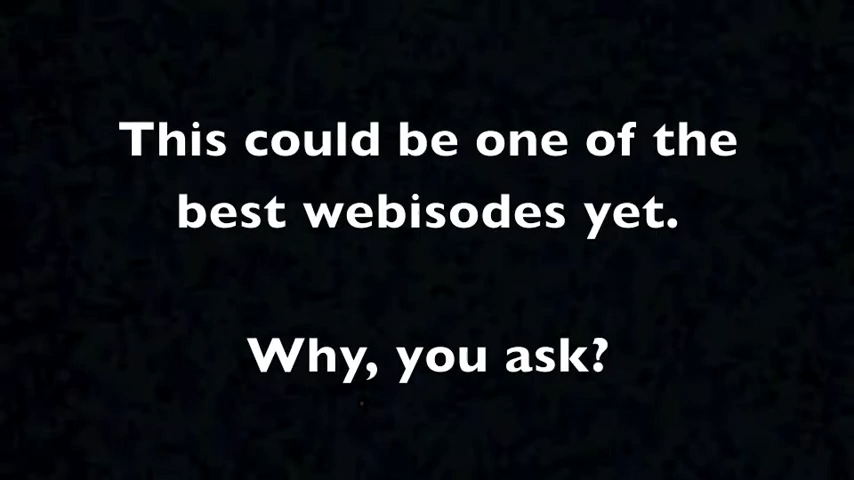 This could be one of the
best webisodes yet.
Why, you ask?